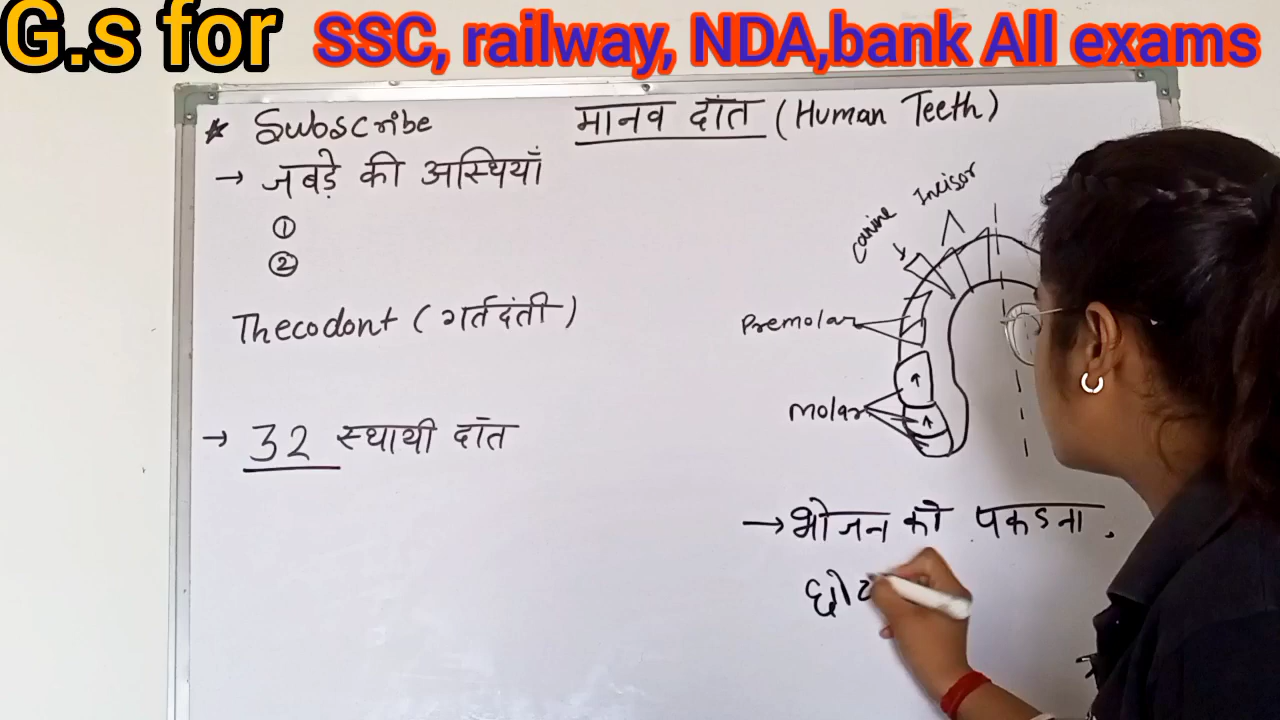 G.s for SSC, railway, NDA,bank All exams
* Subscribe
मानव दांत (Human Teeth)
→ जबड़े की अस्थियाँ
①
②
Thecodont (गर्तदंती)
→ 32 स्थायी दाँत
Incisor
Canine
Premolar
Molar
→ भोजन को पकडना,